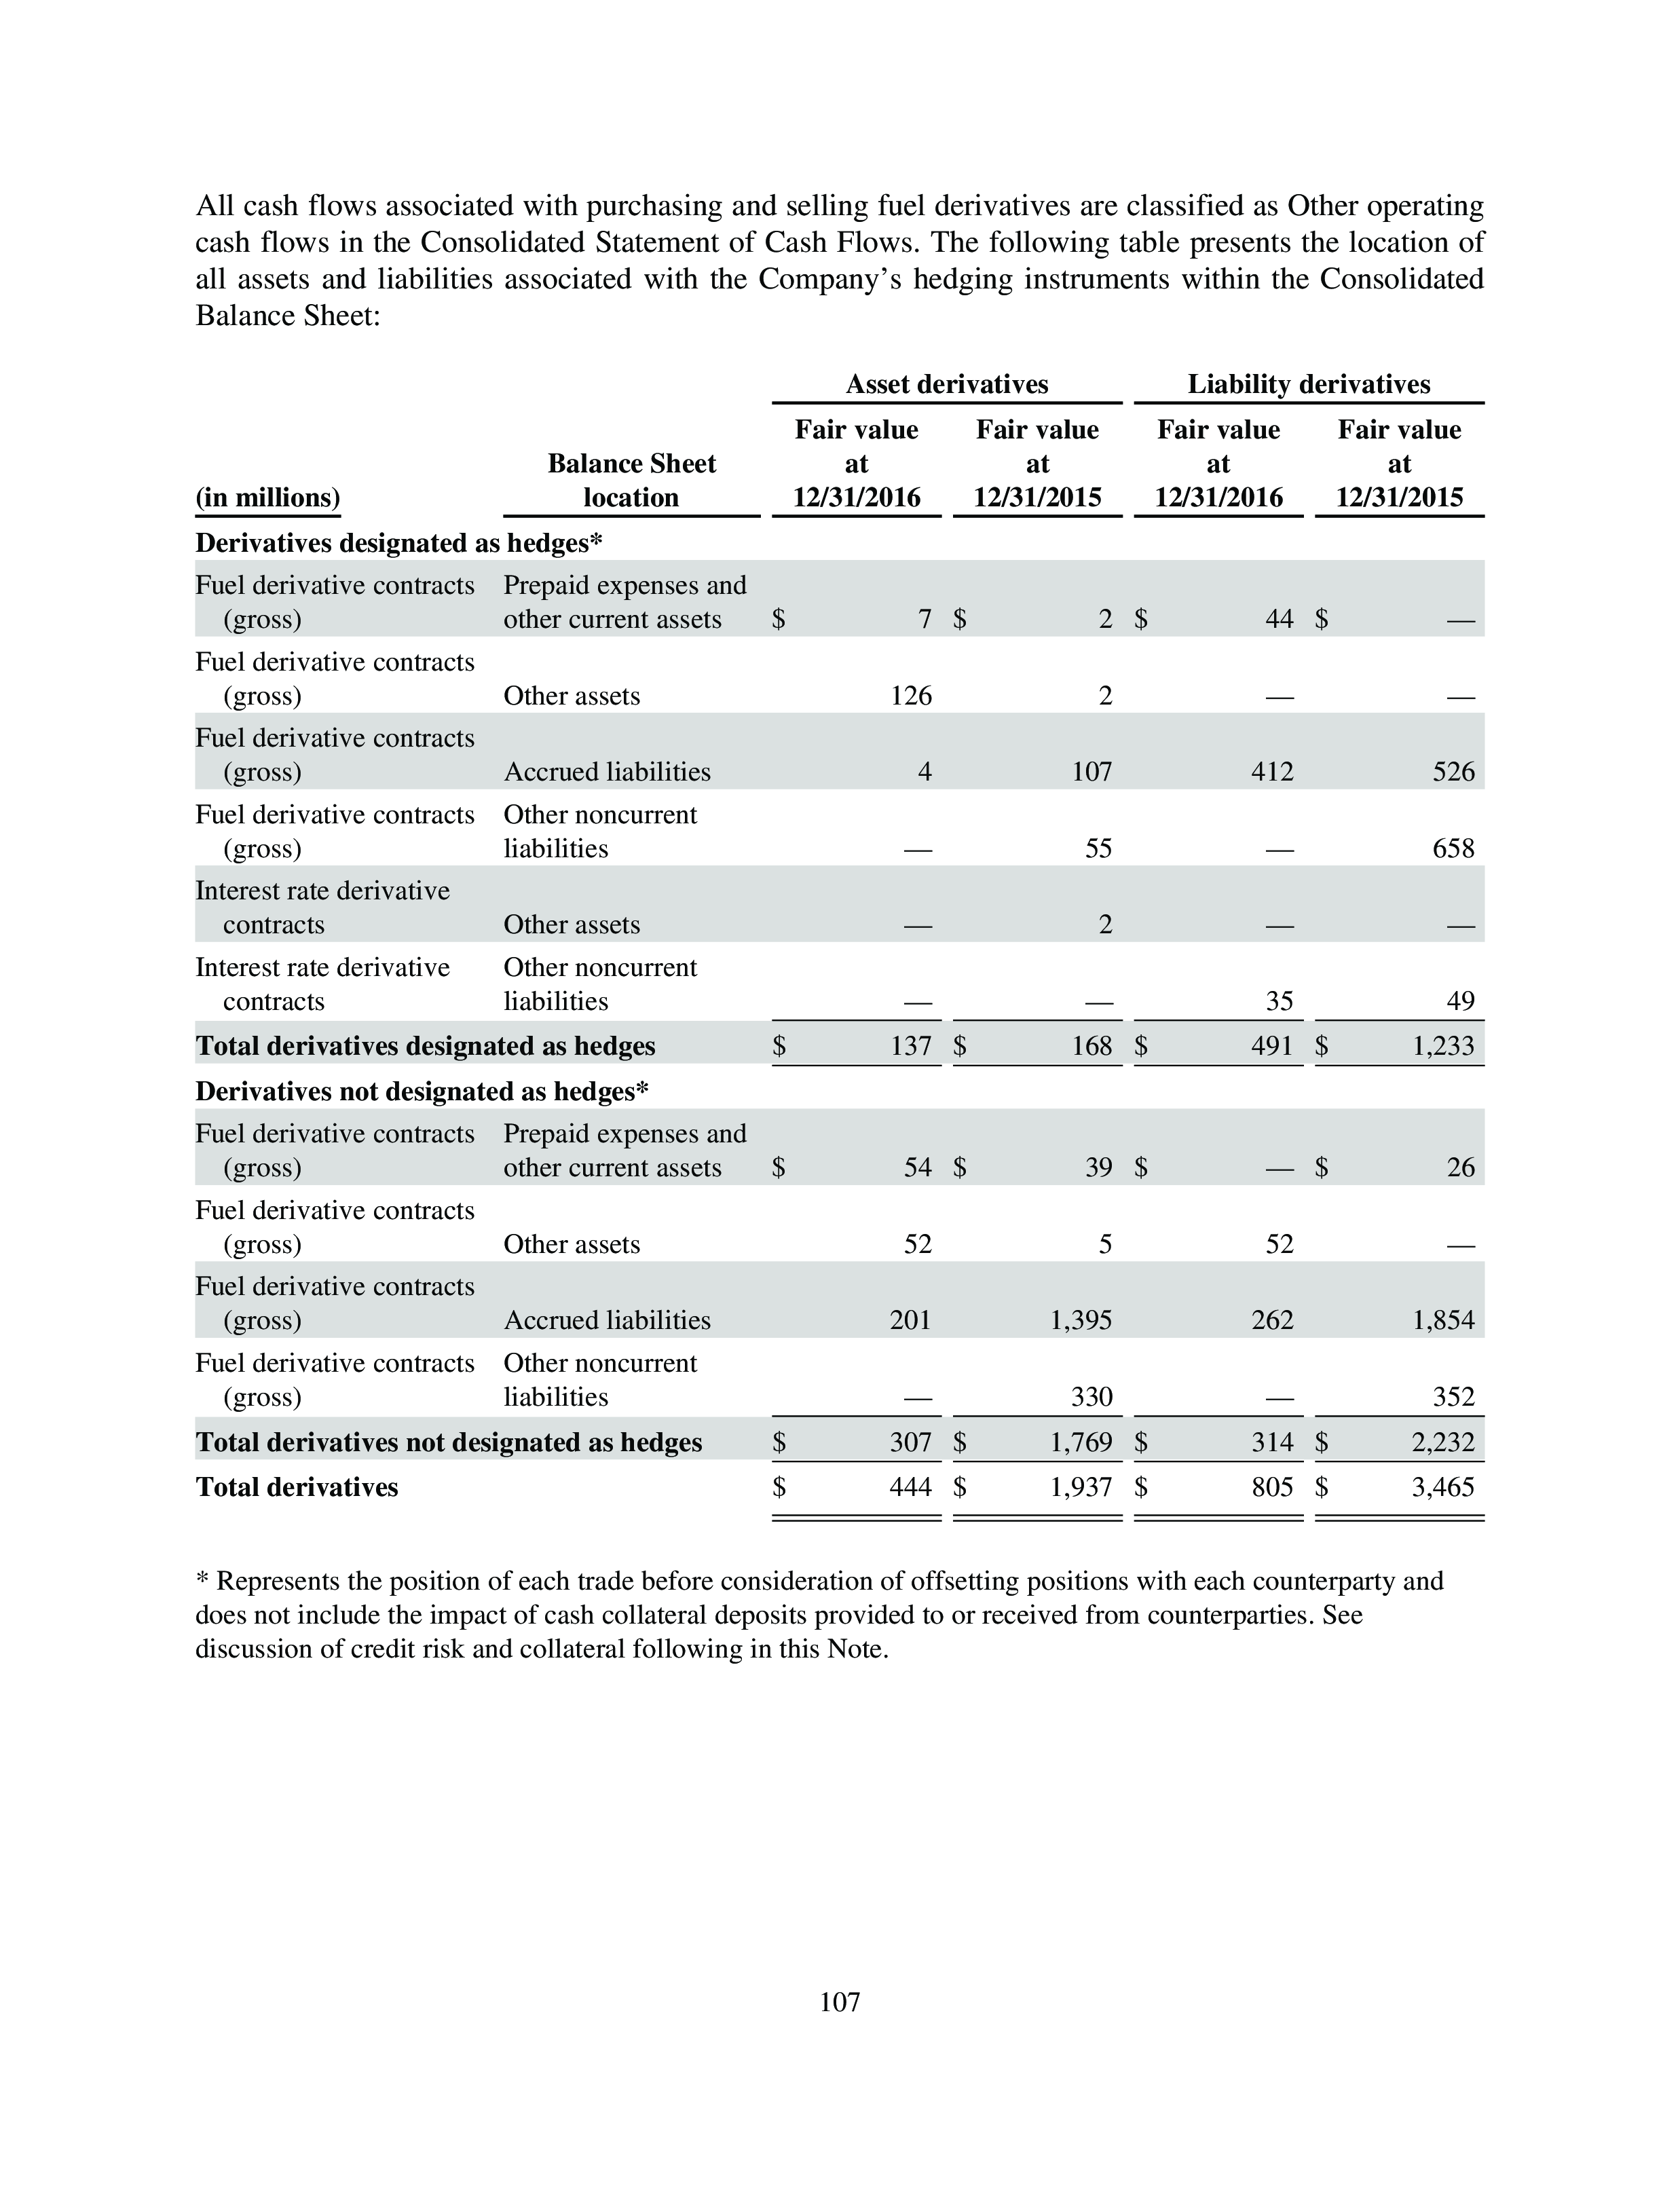 All cash flows associated with purchasing and selling fuel derivatives are classified as Other operating
cash flows in the Consolidated Statement of Cash Flows. The following table presents the location of
all assets and liabilities associated with the Company’s hedging instruments within the Consolidated
Balance Sheet:
Asset derivatives Liability derivatives
Fair value Fair value Fair value Fair value
Balance Sheet at at at at
(in millions) location 12/31/2016 12/31/2015 12/31/2016 12/31/2015
Derivatives designated as hedges*
Fuel derivative contracts Prepaid expenses and
(gross) other current assets $ 7 $ 2 $ 44 $ —
Fuel derivative contracts
(gross) Other assets 126 2 — —
Fuel derivative contracts
(gross) Accrued liabilities 4 107 412 526
Fuel derivative contracts Other noncurrent
(gross) liabilities — 55 — 658
Interest rate derivative
contracts Other assets — 2 — —
Interest rate derivative Other noncurrent
contracts liabilities — — 35 49
Total derivatives designated as hedges $ 137 $ 168 $ 491 $ 1,233
Derivatives not designated as hedges*
Fuel derivative contracts Prepaid expenses and
(gross) other current assets $ 54 $ 39 $ — $ 26
Fuel derivative contracts
(gross) Other assets 52 5 52 —
Fuel derivative contracts
(gross) Accrued liabilities 201 1,395 262 1,854
Fuel derivative contracts Other noncurrent
(gross) liabilities — 330 — 352
Total derivatives not designated as hedges $ 307 $ 1,769 $ 314 $ 2,232
Total derivatives $ 444 $ 1,937 $ 805 $ 3,465
* Represents the position of each trade before consideration of offsetting positions with each counterparty and
does not include the impact of cash collateral deposits provided to or received from counterparties. See
discussion of credit risk and collateral following in this Note.
107